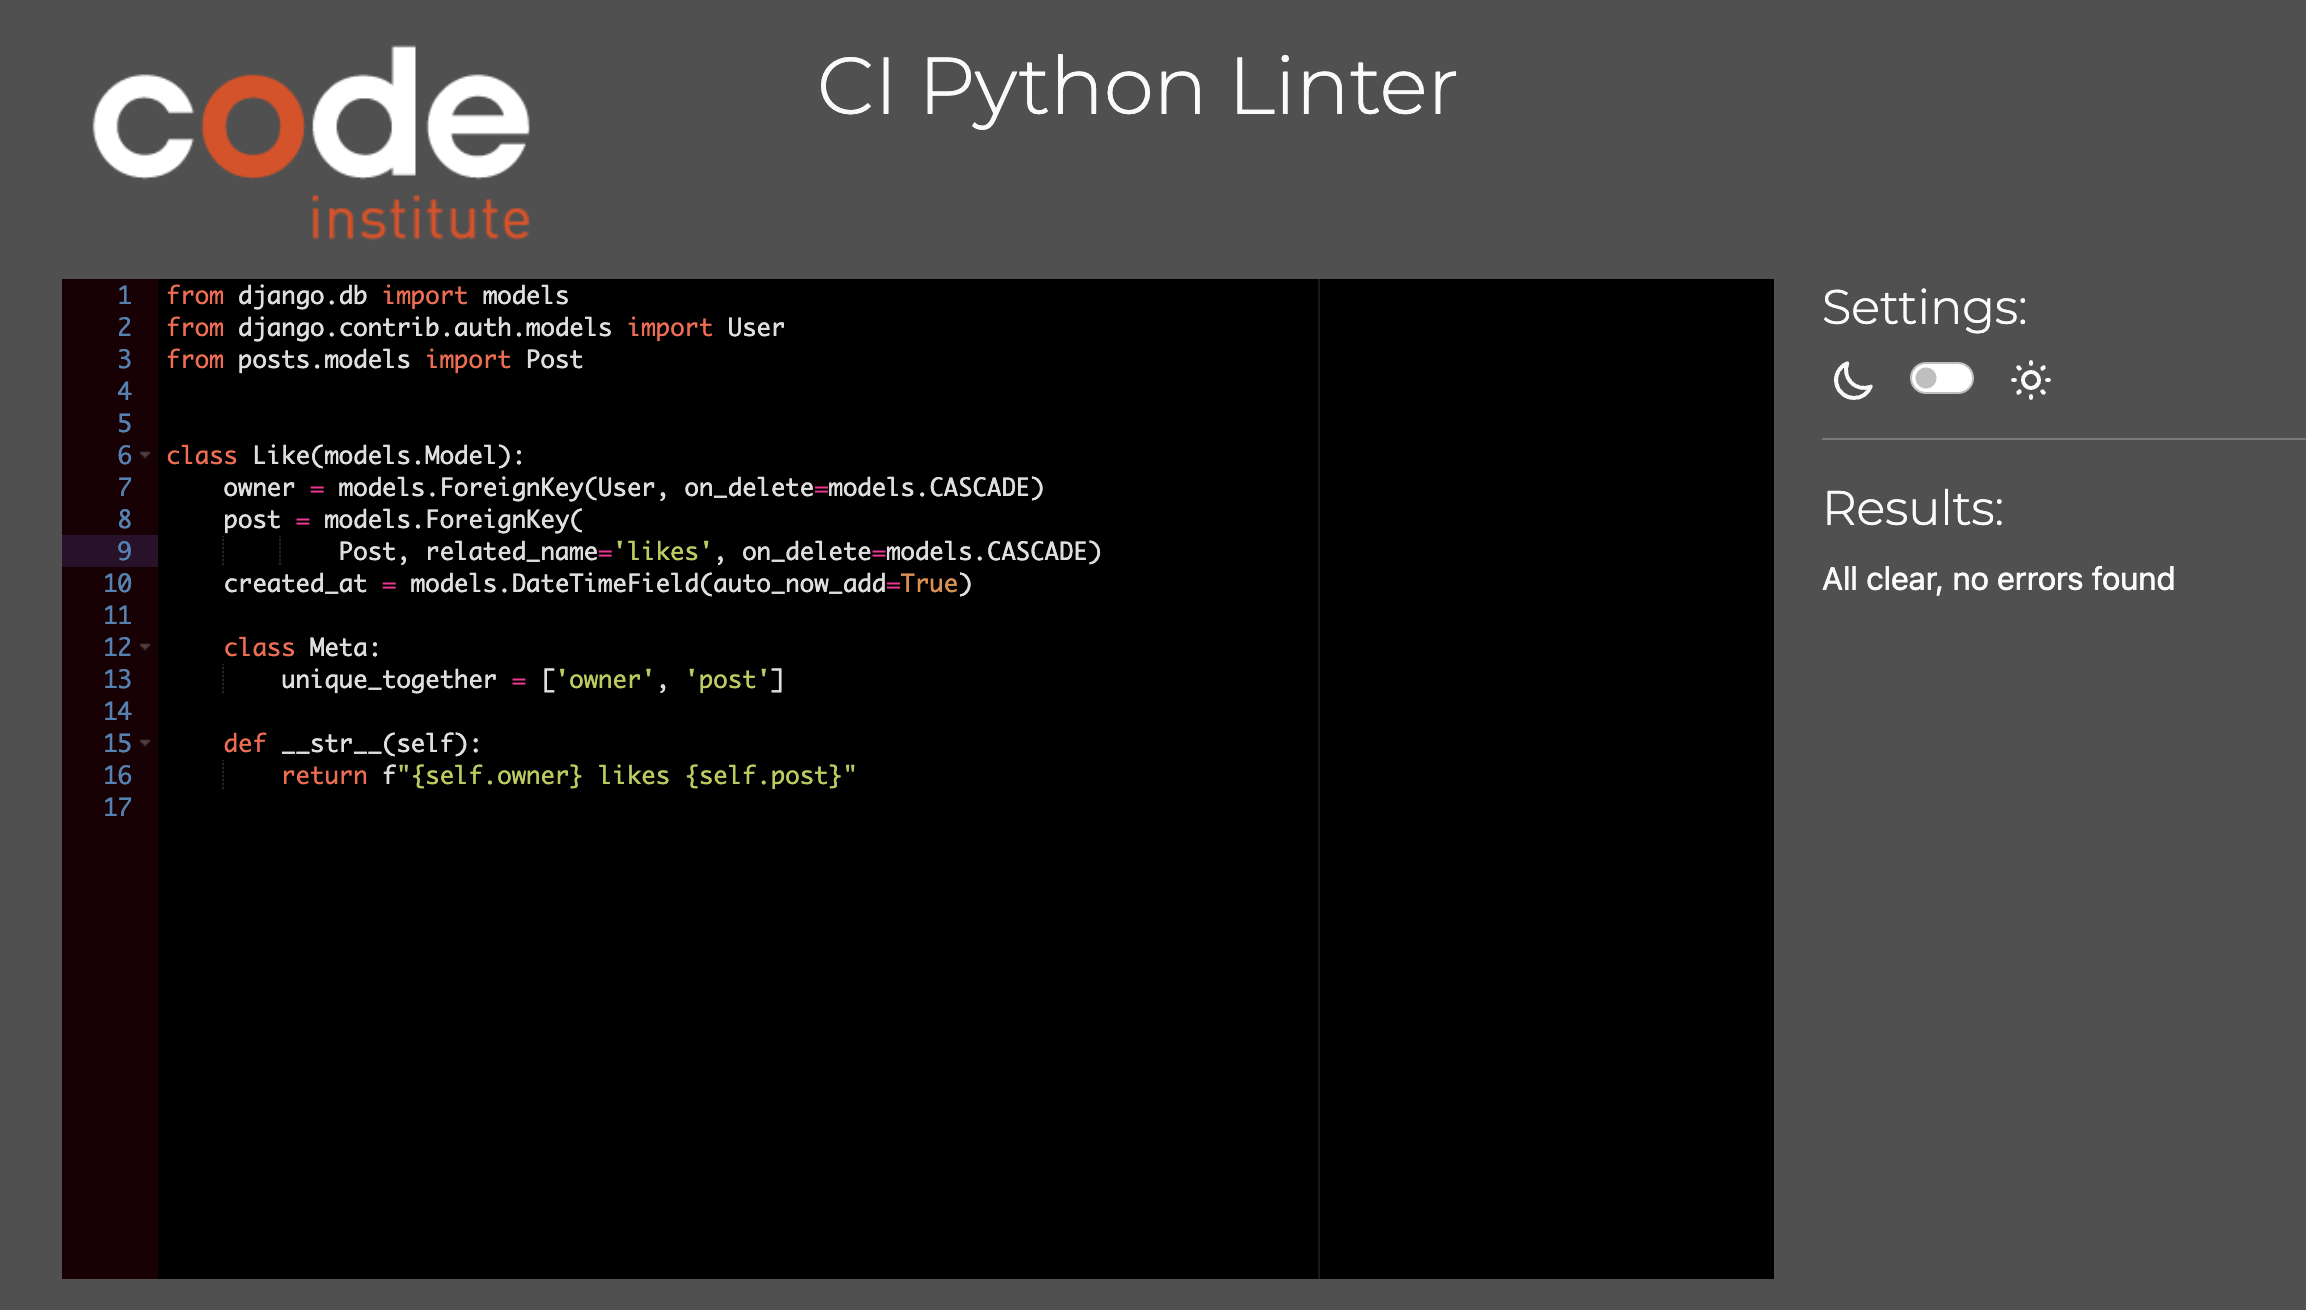 code
institute
CI Python Linter
1 from django.db import models
2 from django.contrib.auth.models import User
3 from posts.models import Post
4
5
6 class Like(models.Model):
7     owner = models.ForeignKey(User, on_delete=models.CASCADE)
8     post = models.ForeignKey(
9             Post, related_name='likes', on_delete=models.CASCADE)
10     created_at = models.DateTimeField(auto_now_add=True)
11
12     class Meta:
13         unique_together = ['owner', 'post']
14
15     def __str__(self):
16         return f"{self.owner} likes {self.post}"
17
Settings:
Results:
All clear, no errors found